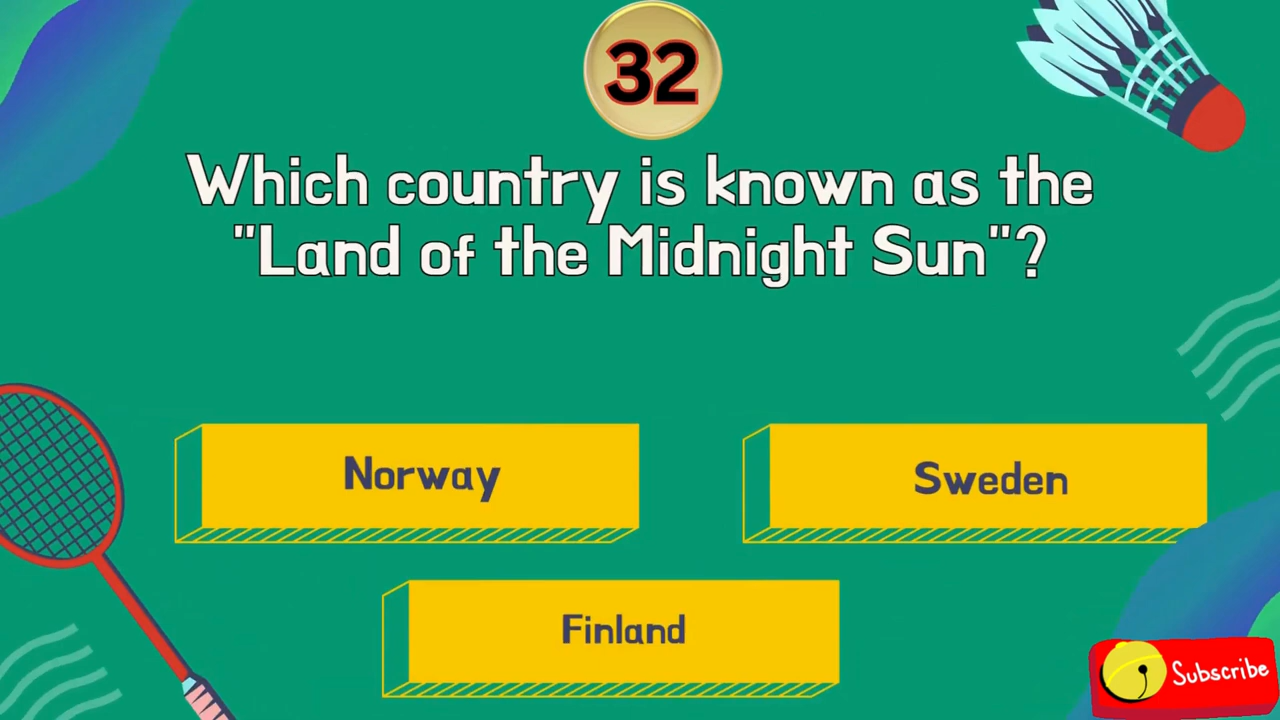 32
Which country is known as the
"Land of the Midnight Sun"?
Norway
Sweden
Finland
Subscribe